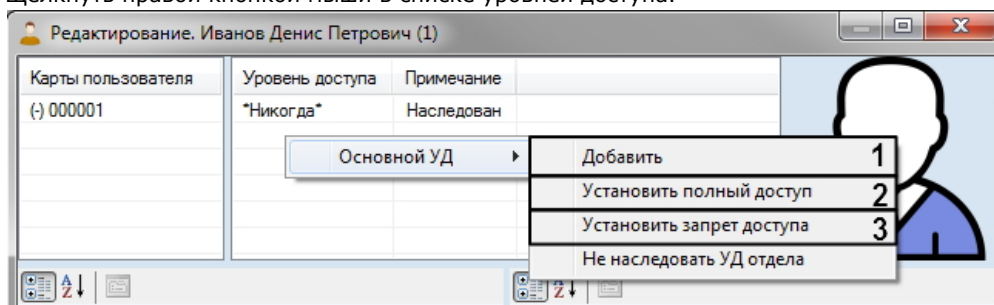 щелкнуть правой кнопкой мыши в списке уровней доступа.
Редактирование. Иванов Денис Петрович (1)
Карты пользователя Уровень доступа Примечание
(-) 000001 *Никогда* Наследован
Основной УД
Добавить 1
Установить полный доступ 2
Установить запрет доступа 3
Не наследовать УД отдела